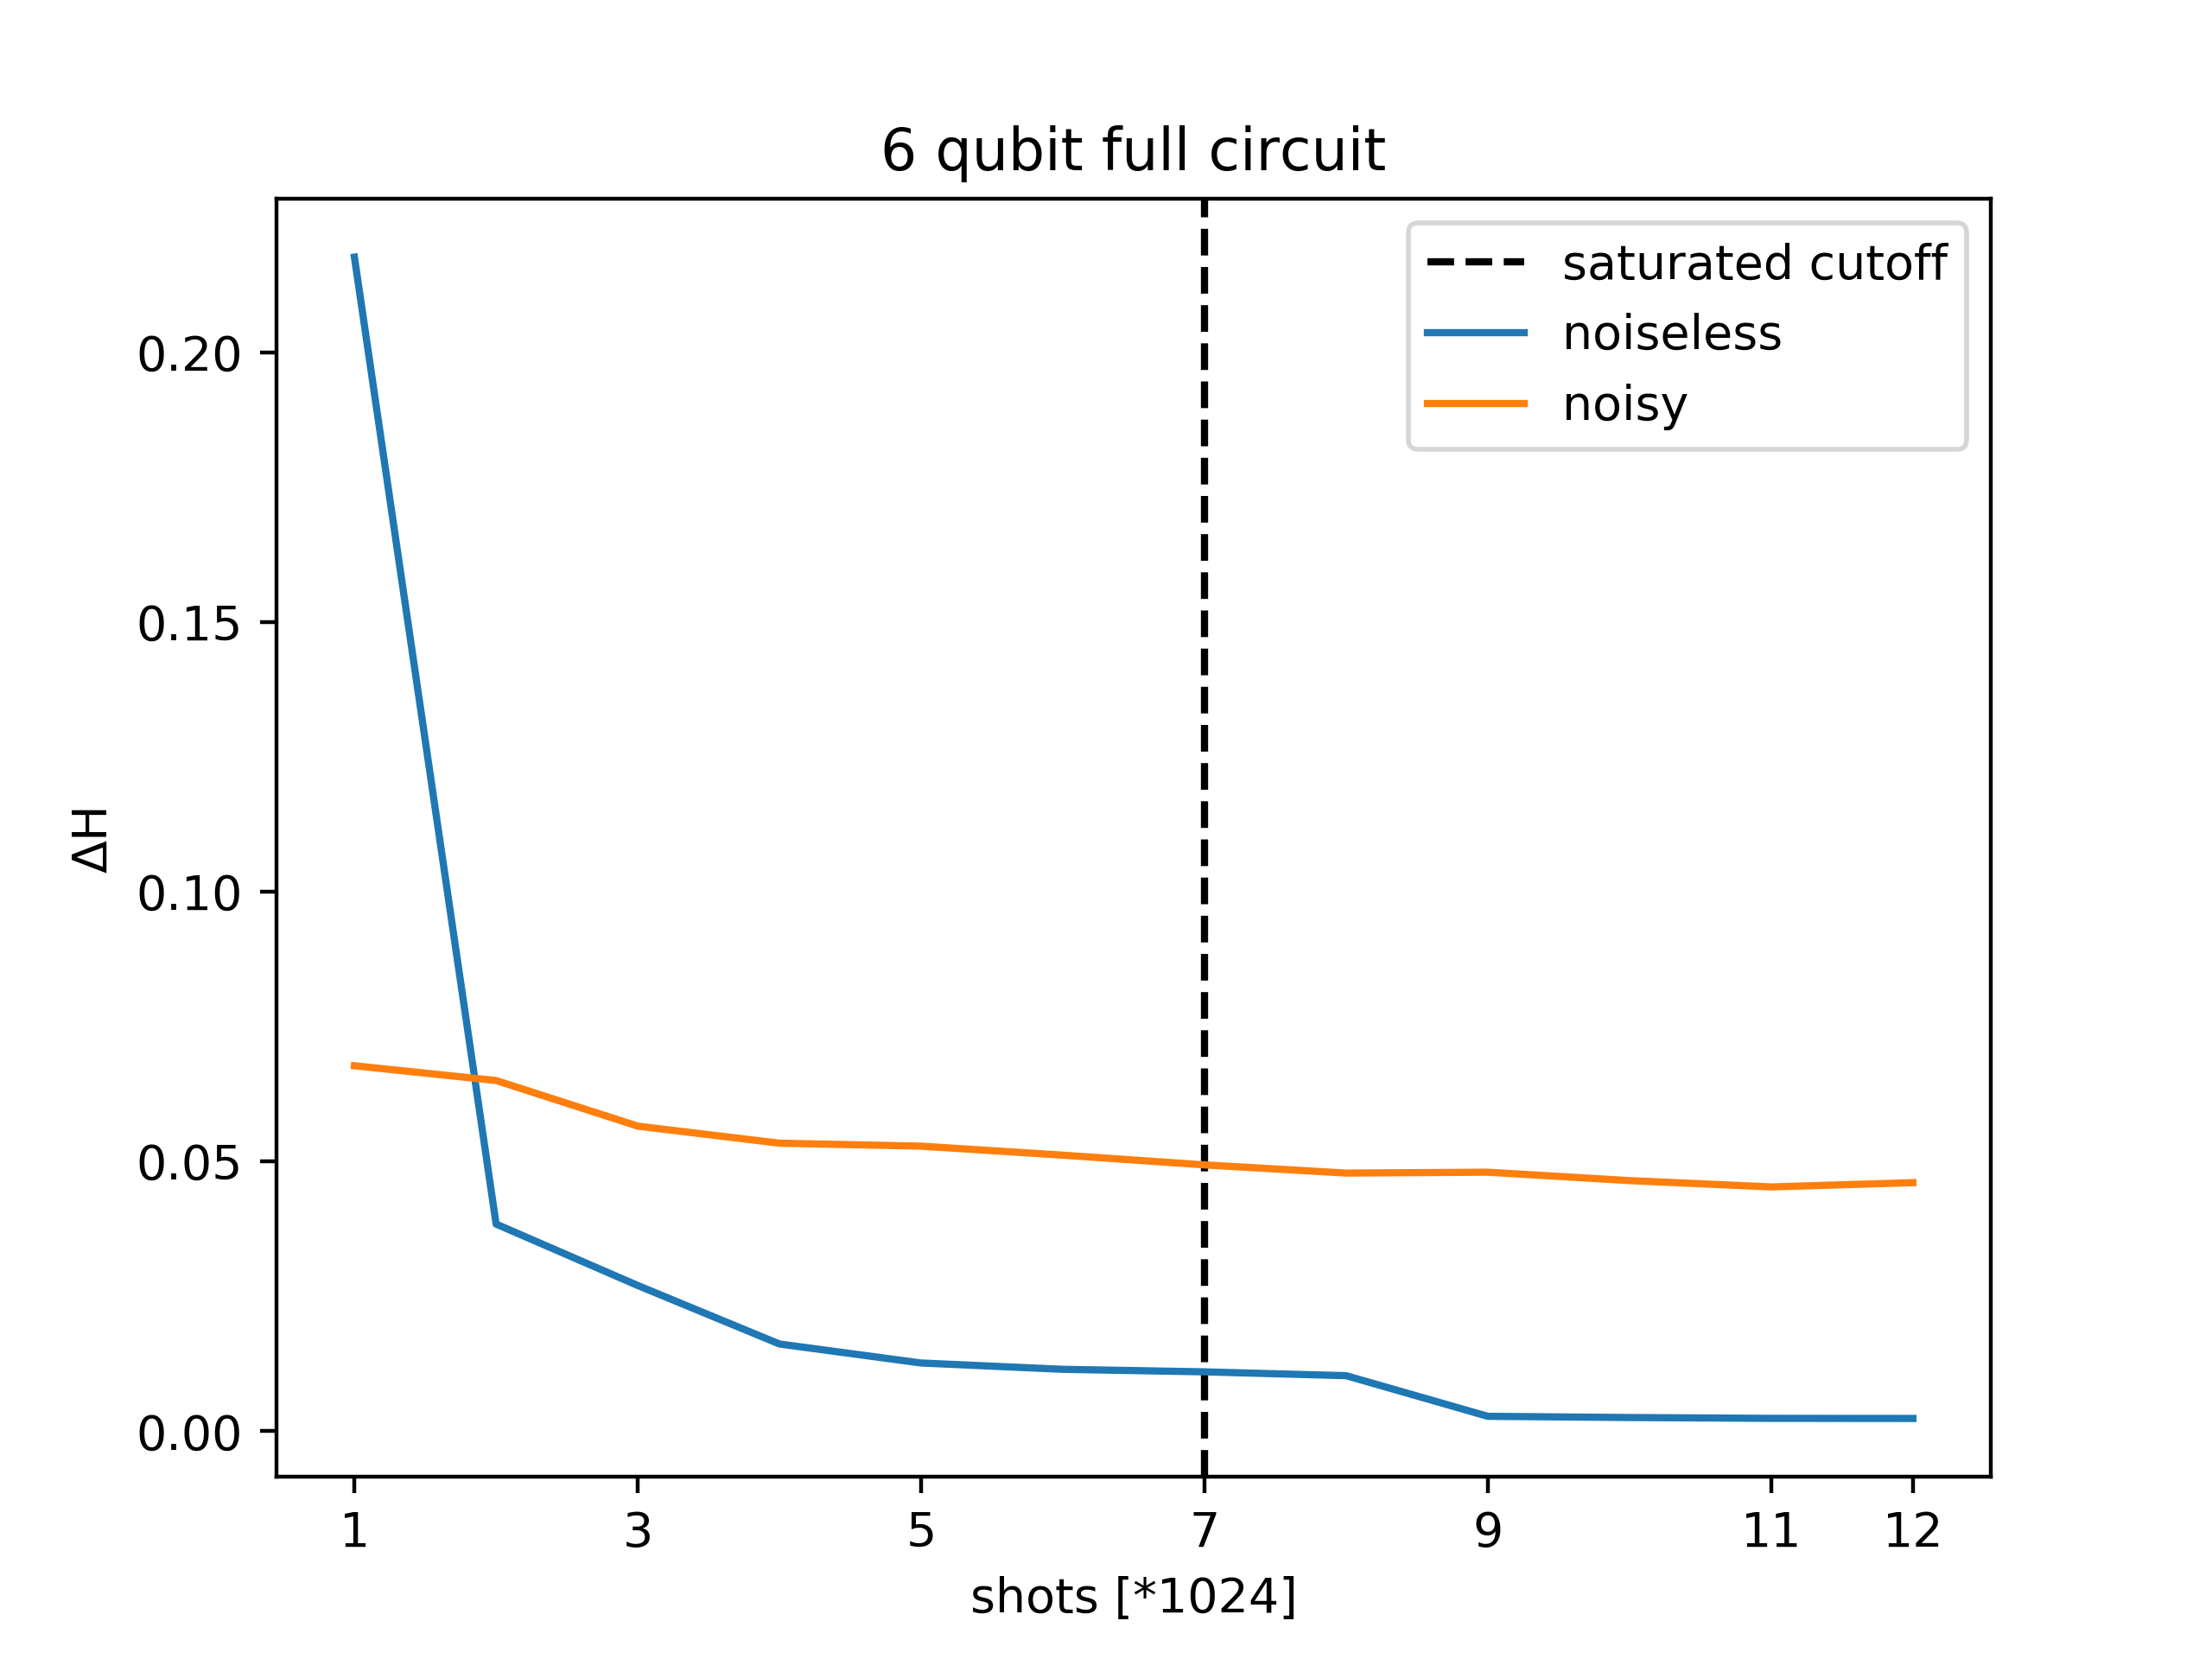 6 qubit full circuit
saturated cutoff
noiseless
noisy
0.20
0.15
0.10
0.05
0.00
ΔH
1 3 5 7 9 11 12
shots [*1024]